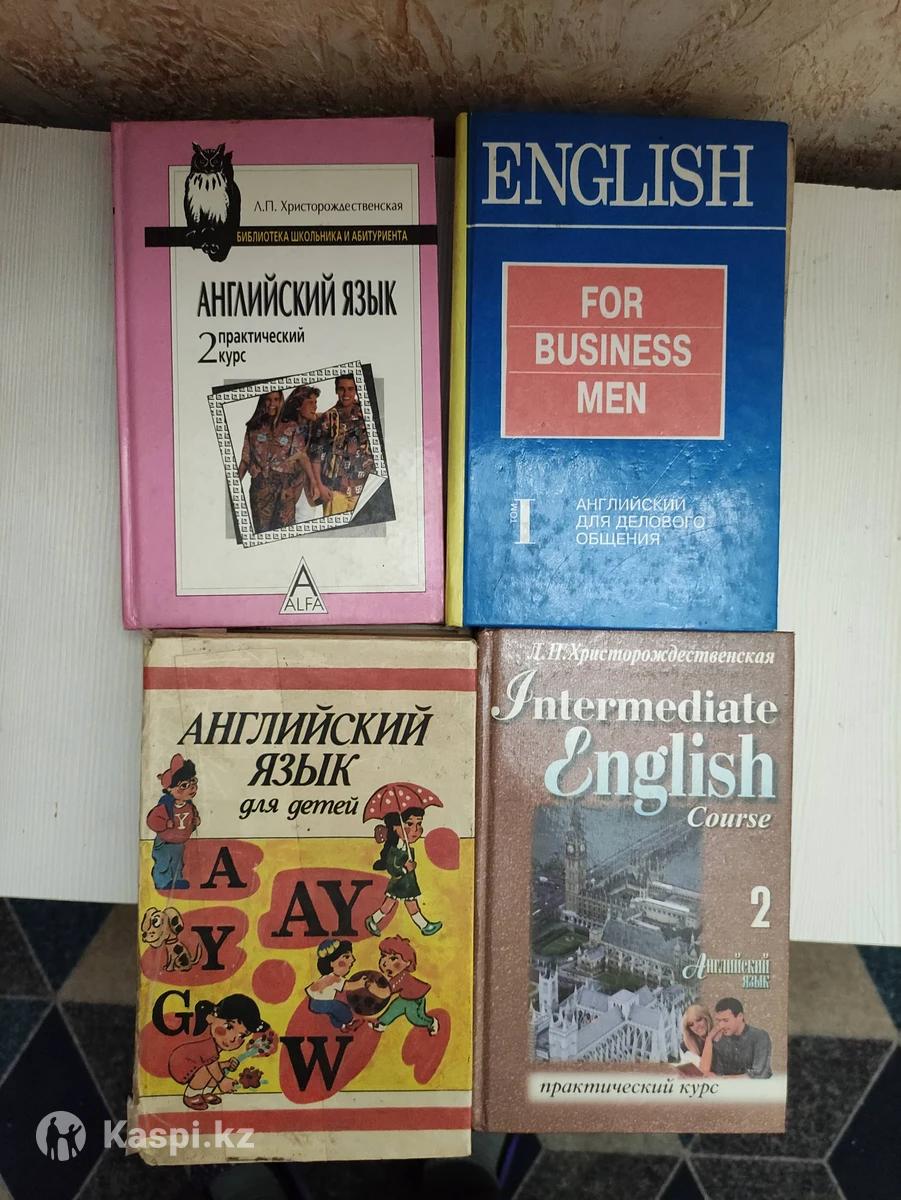 Л.П. Христорождественская
БИБЛИОТЕКА ШКОЛЬНИКА И АБИТУРИЕНТА
АНГЛИЙСКИЙ ЯЗЫК
2 практический
курс
A
ALFA
ENGLISH
FOR
BUSINESS
MEN
ТОМ I
АНГЛИЙСКИЙ
ДЛЯ ДЕЛОВОГО
ОБЩЕНИЯ
АНГЛИЙСКИЙ
ЯЗЫК
для детей
Y
A
AY
Y
G
W
Л.П.Христорождественская
Intermediate
English
Course
2
Английский
язык
практический курс
Kaspi.kz